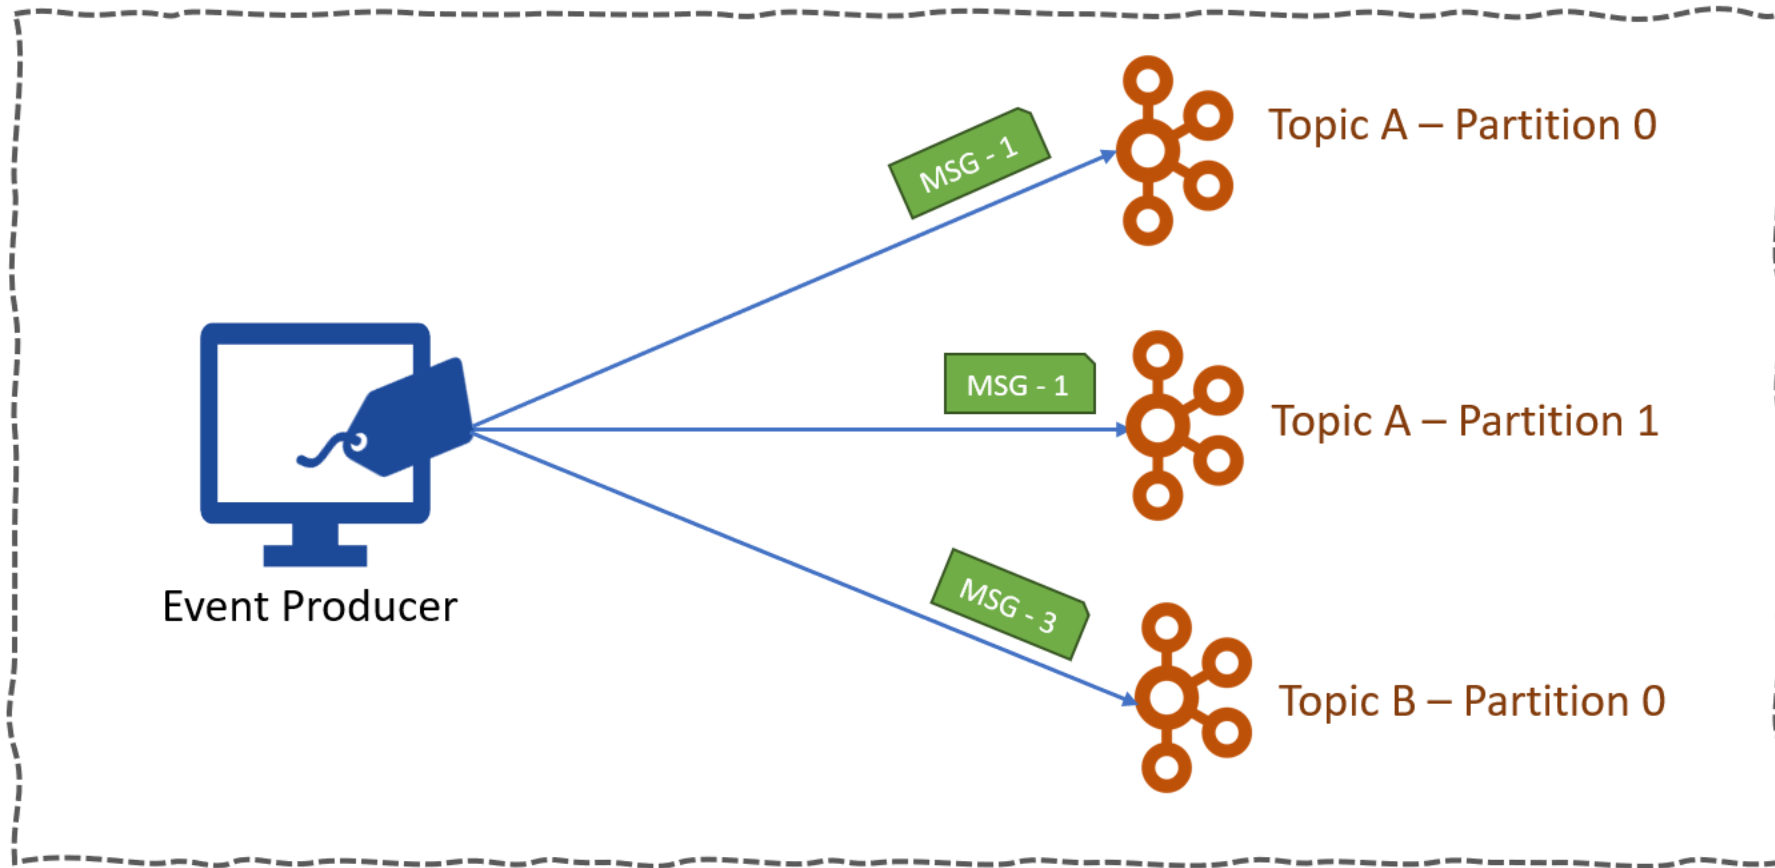 MSG - 1
Topic A – Partition 0
MSG - 1
Topic A – Partition 1
Event Producer
MSG - 3
Topic B – Partition 0